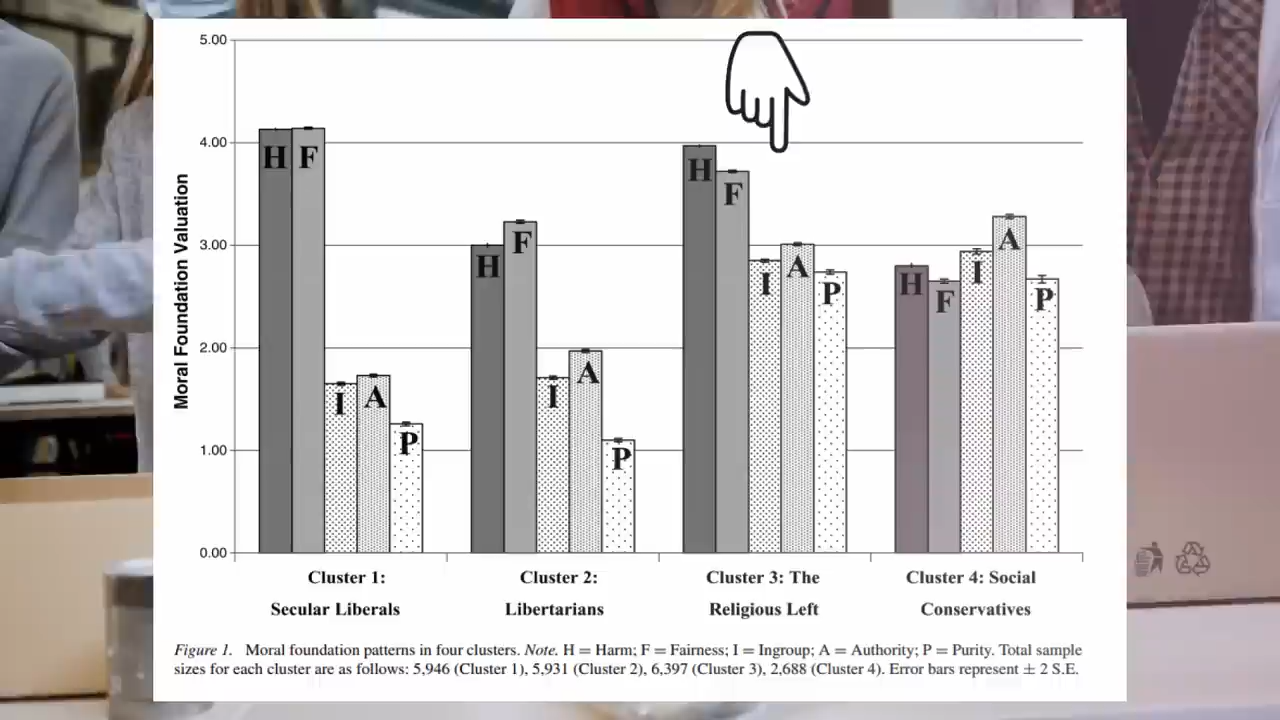 5.00
4.00
3.00
2.00
1.00
0.00
Moral Foundation Valuation
H F I A P
H F I A P
H F I A P
H F I A P
Cluster 1:
Secular Liberals
Cluster 2:
Libertarians
Cluster 3: The
Religious Left
Cluster 4: Social
Conservatives
Figure 1. Moral foundation patterns in four clusters. Note. H = Harm; F = Fairness; I = Ingroup; A = Authority; P = Purity. Total sample
sizes for each cluster are as follows: 5,946 (Cluster 1), 5,931 (Cluster 2), 6,397 (Cluster 3), 2,688 (Cluster 4). Error bars represent ± 2 S.E.